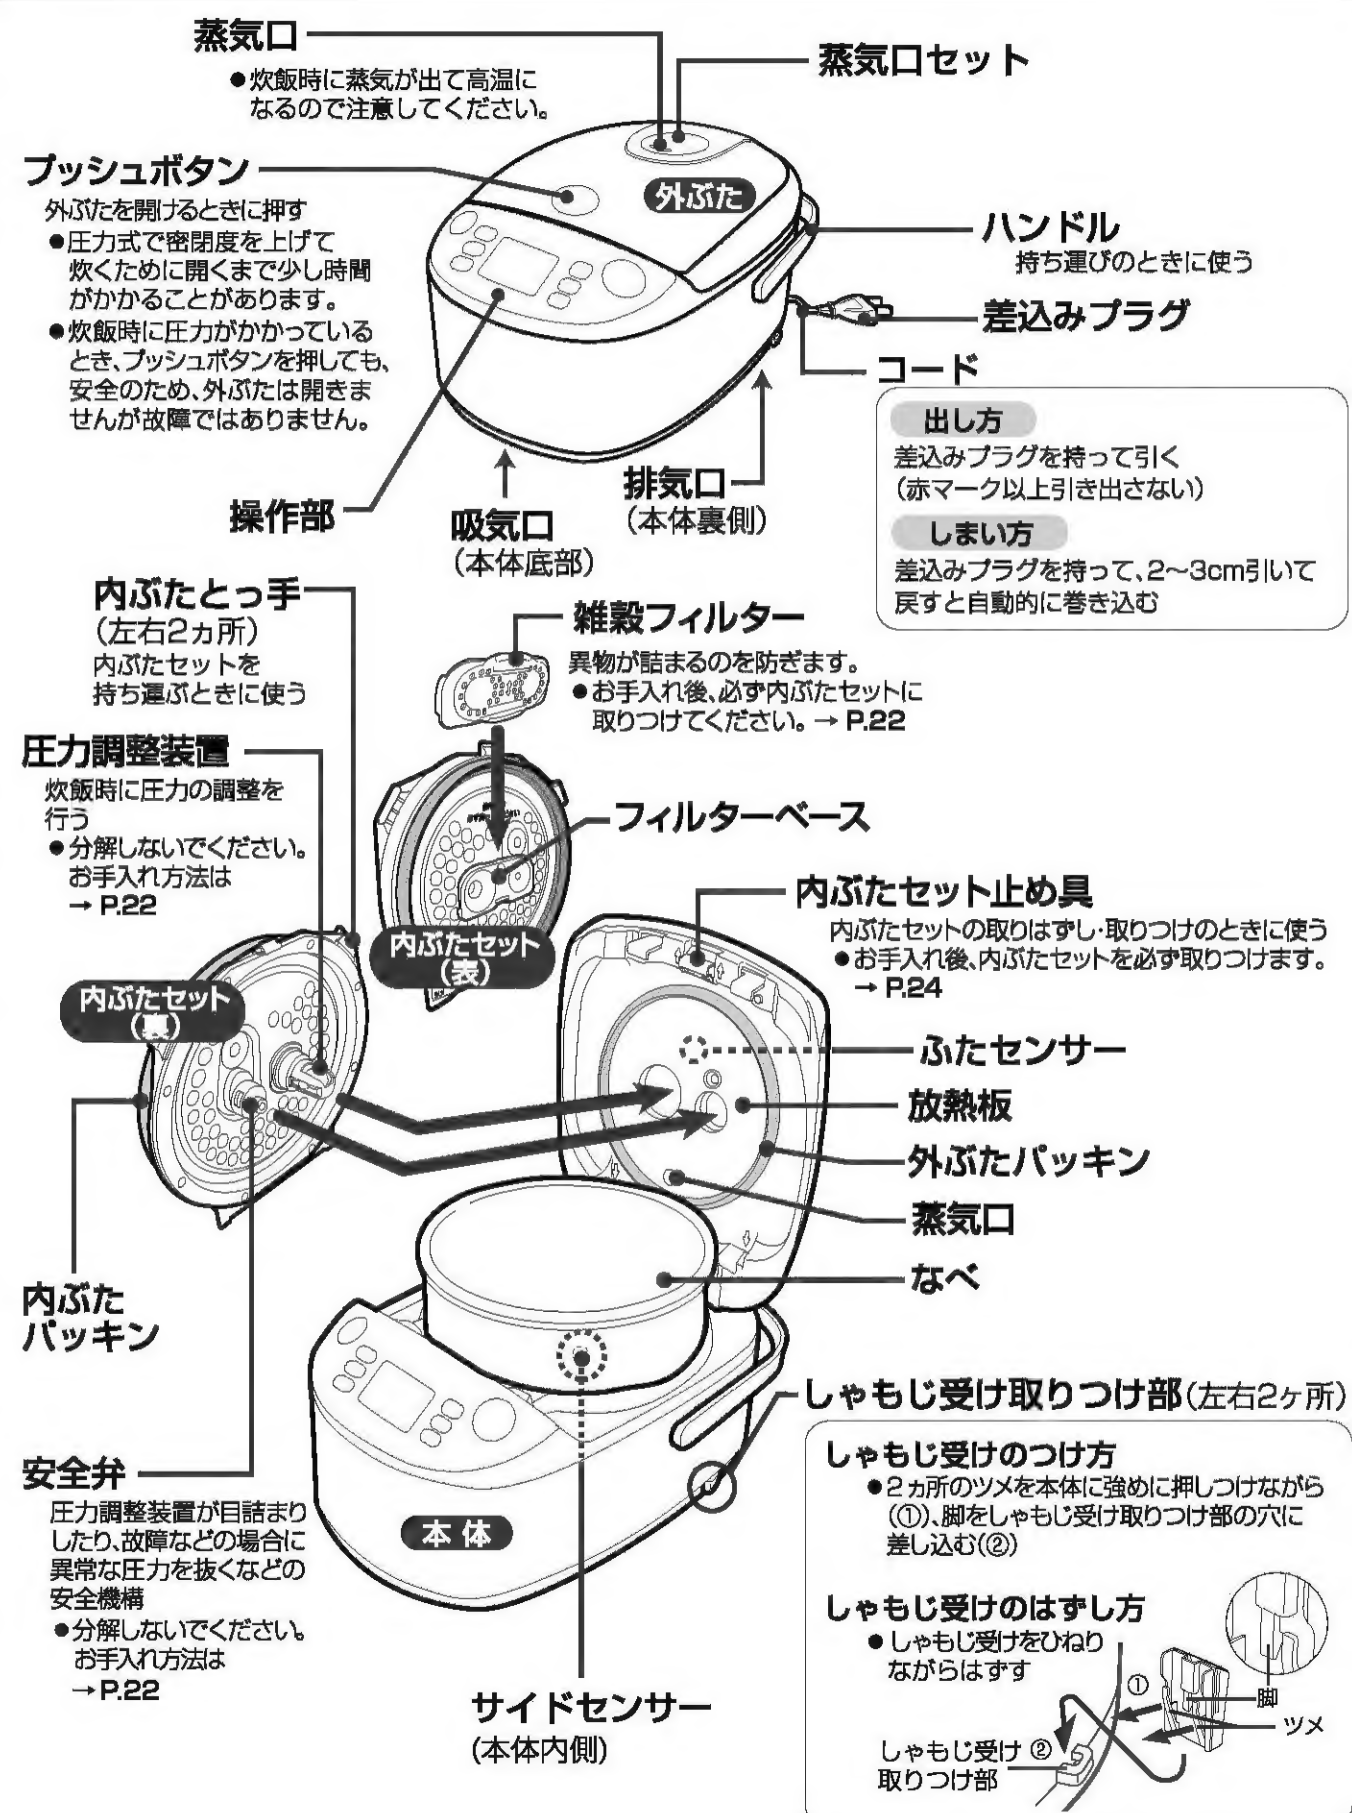 蒸気口
●炊飯時に蒸気が出て高温に
なるので注意してください。
蒸気口セット
プッシュボタン
外ぶたを開けるときに押す
●圧力式で密閉度を上げて
炊くために開くまで少し時間
がかかることがあります。
●炊飯時に圧力がかかっている
とき、プッシュボタンを押しても、
安全のため、外ぶたは開きま
せんが故障ではありません。
外ぶた
ハンドル
持ち運びのときに使う
差込みプラグ
コード
出し方
差込みプラグを持って引く
(赤マーク以上引き出さない)
しまい方
差込みプラグを持って、2〜3cm引いて
戻すと自動的に巻き込む
操作部
吸気口
(本体底部)
排気口
(本体裏側)
内ぶたとっ手
(左右2ヵ所)
内ぶたセットを
持ち運ぶときに使う
雑穀フィルター
異物が詰まるのを防ぎます。
●お手入れ後、必ず内ぶたセットに
取りつけてください。→ P.22
圧力調整装置
炊飯時に圧力の調整を
行う
●分解しないでください。
お手入れ方法は
→ P.22
フィルターベース
内ぶたセット
(表)
内ぶたセット止め具
内ぶたセットの取りはずし・取りつけのときに使う
●お手入れ後、内ぶたセットを必ず取りつけます。
→ P.24
内ぶたセット
(裏)
ふたセンサー
放熱板
外ぶたパッキン
蒸気口
なべ
内ぶた
パッキン
安全弁
圧力調整装置が目詰まり
したり、故障などの場合に
異常な圧力を抜くなどの
安全機構
●分解しないでください。
お手入れ方法は
→P.22
本体
サイドセンサー
(本体内側)
しゃもじ受け取りつけ部(左右2ヶ所)
しゃもじ受けのつけ方
●2ヵ所のツメを本体に強めに押しつけながら
(①)、脚をしゃもじ受け取りつけ部の穴に
差し込む(②)
しゃもじ受けのはずし方
●しゃもじ受けをひねり
ながらはずす
①
脚
ツメ
しゃもじ受け ②
取りつけ部